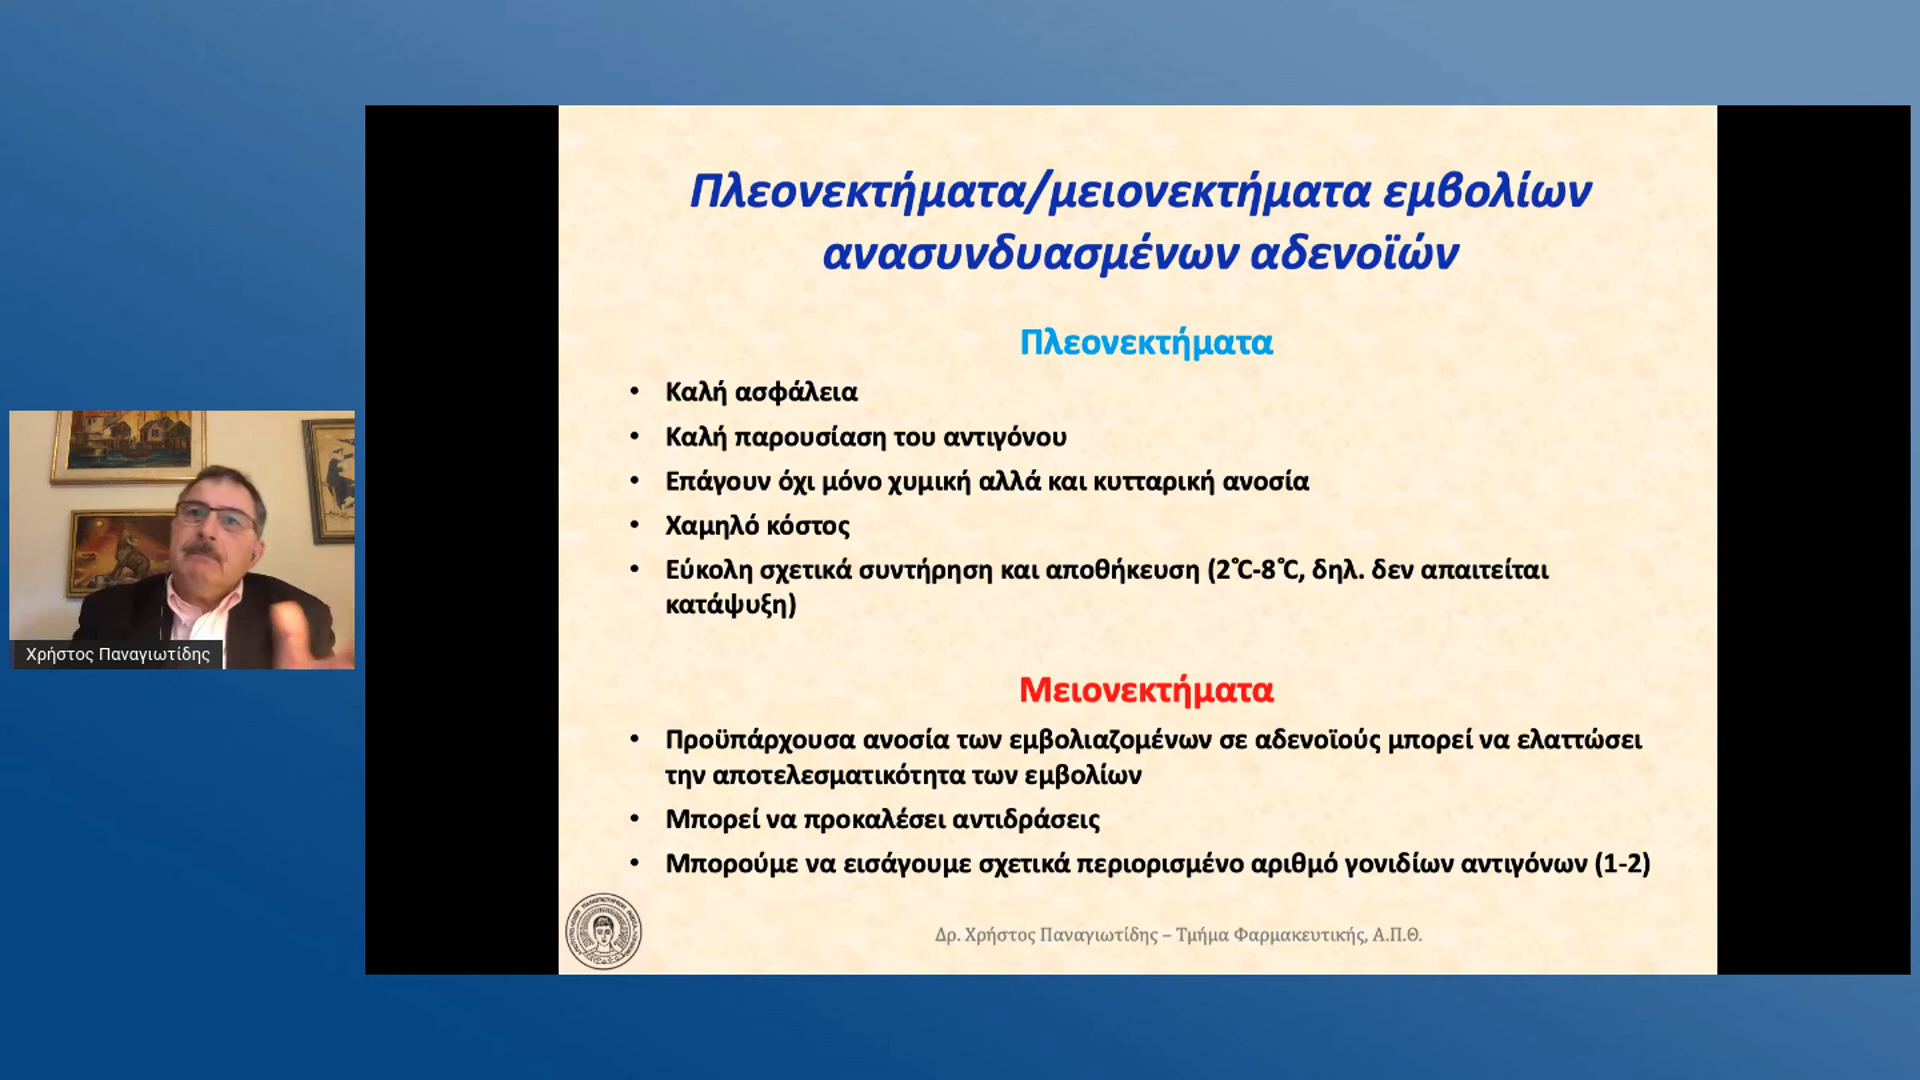 Πλεονεκτήματα/μειονεκτήματα εμβολίων
ανασυνδυασμένων αδενοϊών
Πλεονεκτήματα
• Καλή ασφάλεια
• Καλή παρουσίαση του αντιγόνου
• Επάγουν όχι μόνο χυμική αλλά και κυτταρική ανοσία
• Χαμηλό κόστος
• Εύκολη σχετικά συντήρηση και αποθήκευση (2°C-8°C, δηλ. δεν απαιτείται
κατάψυξη)
Μειονεκτήματα
• Προϋπάρχουσα ανοσία των εμβολιαζομένων σε αδενοϊούς μπορεί να ελαττώσει
την αποτελεσματικότητα των εμβολίων
• Μπορεί να προκαλέσει αντιδράσεις
• Μπορούμε να εισάγουμε σχετικά περιορισμένο αριθμό γονιδίων αντιγόνων (1-2)
Δρ. Χρήστος Παναγιωτίδης – Τμήμα Φαρμακευτικής, Α.Π.Θ.
Χρήστος Παναγιωτίδης